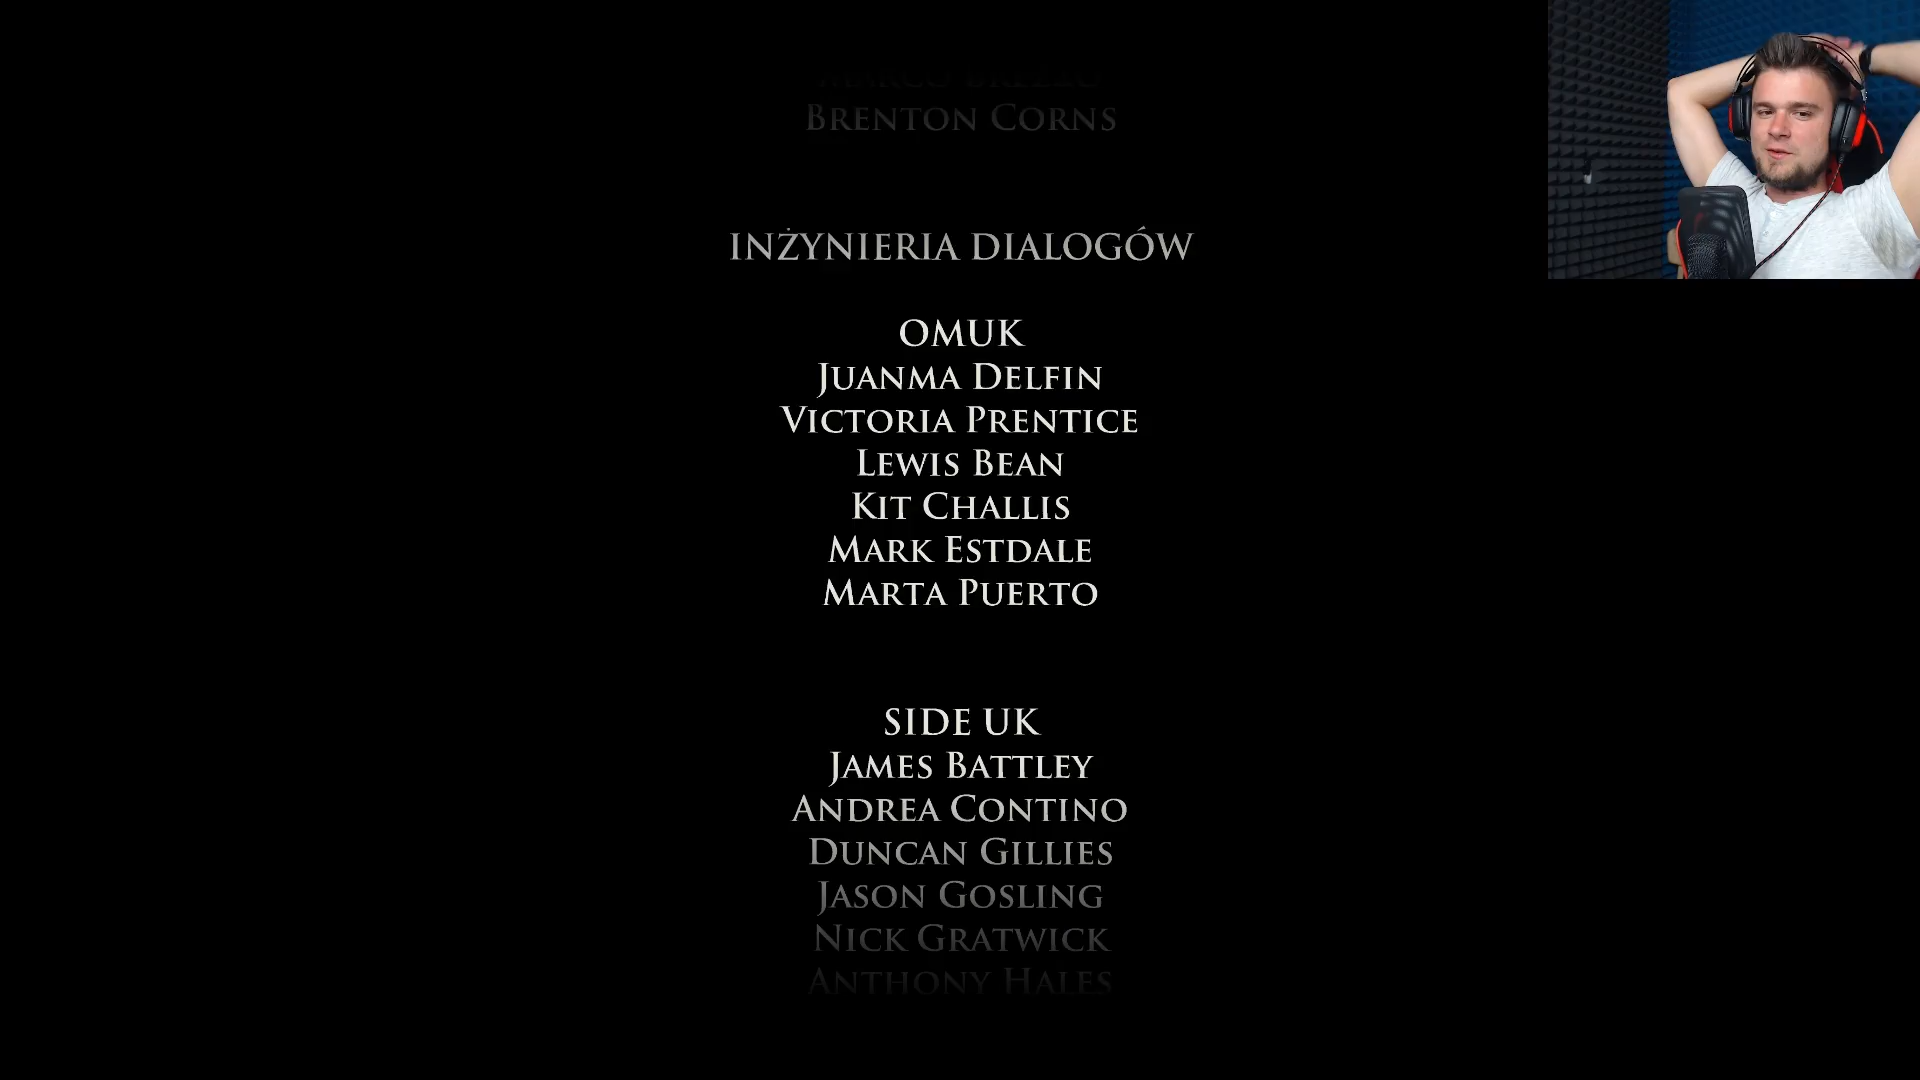 BRENTON CORNS
INŻYNIERIA DIALOGÓW
OMUK
JUANMA DELFIN
VICTORIA PRENTICE
LEWIS BEAN
KIT CHALLIS
MARK ESTDALE
MARTA PUERTO
SIDE UK
JAMES BATTLEY
ANDREA CONTINO
DUNCAN GILLIES
JASON GOSLING
NICK GRATWICK
ANTHONY HALES